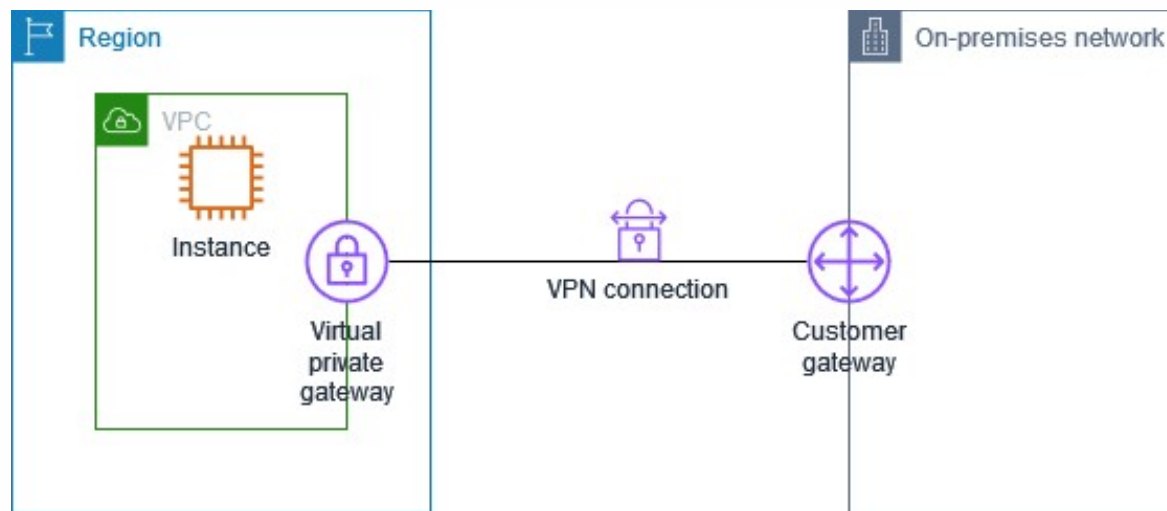 Region
On-premises network
VPC
Instance
VPN connection
Virtual
private
gateway
Customer
gateway